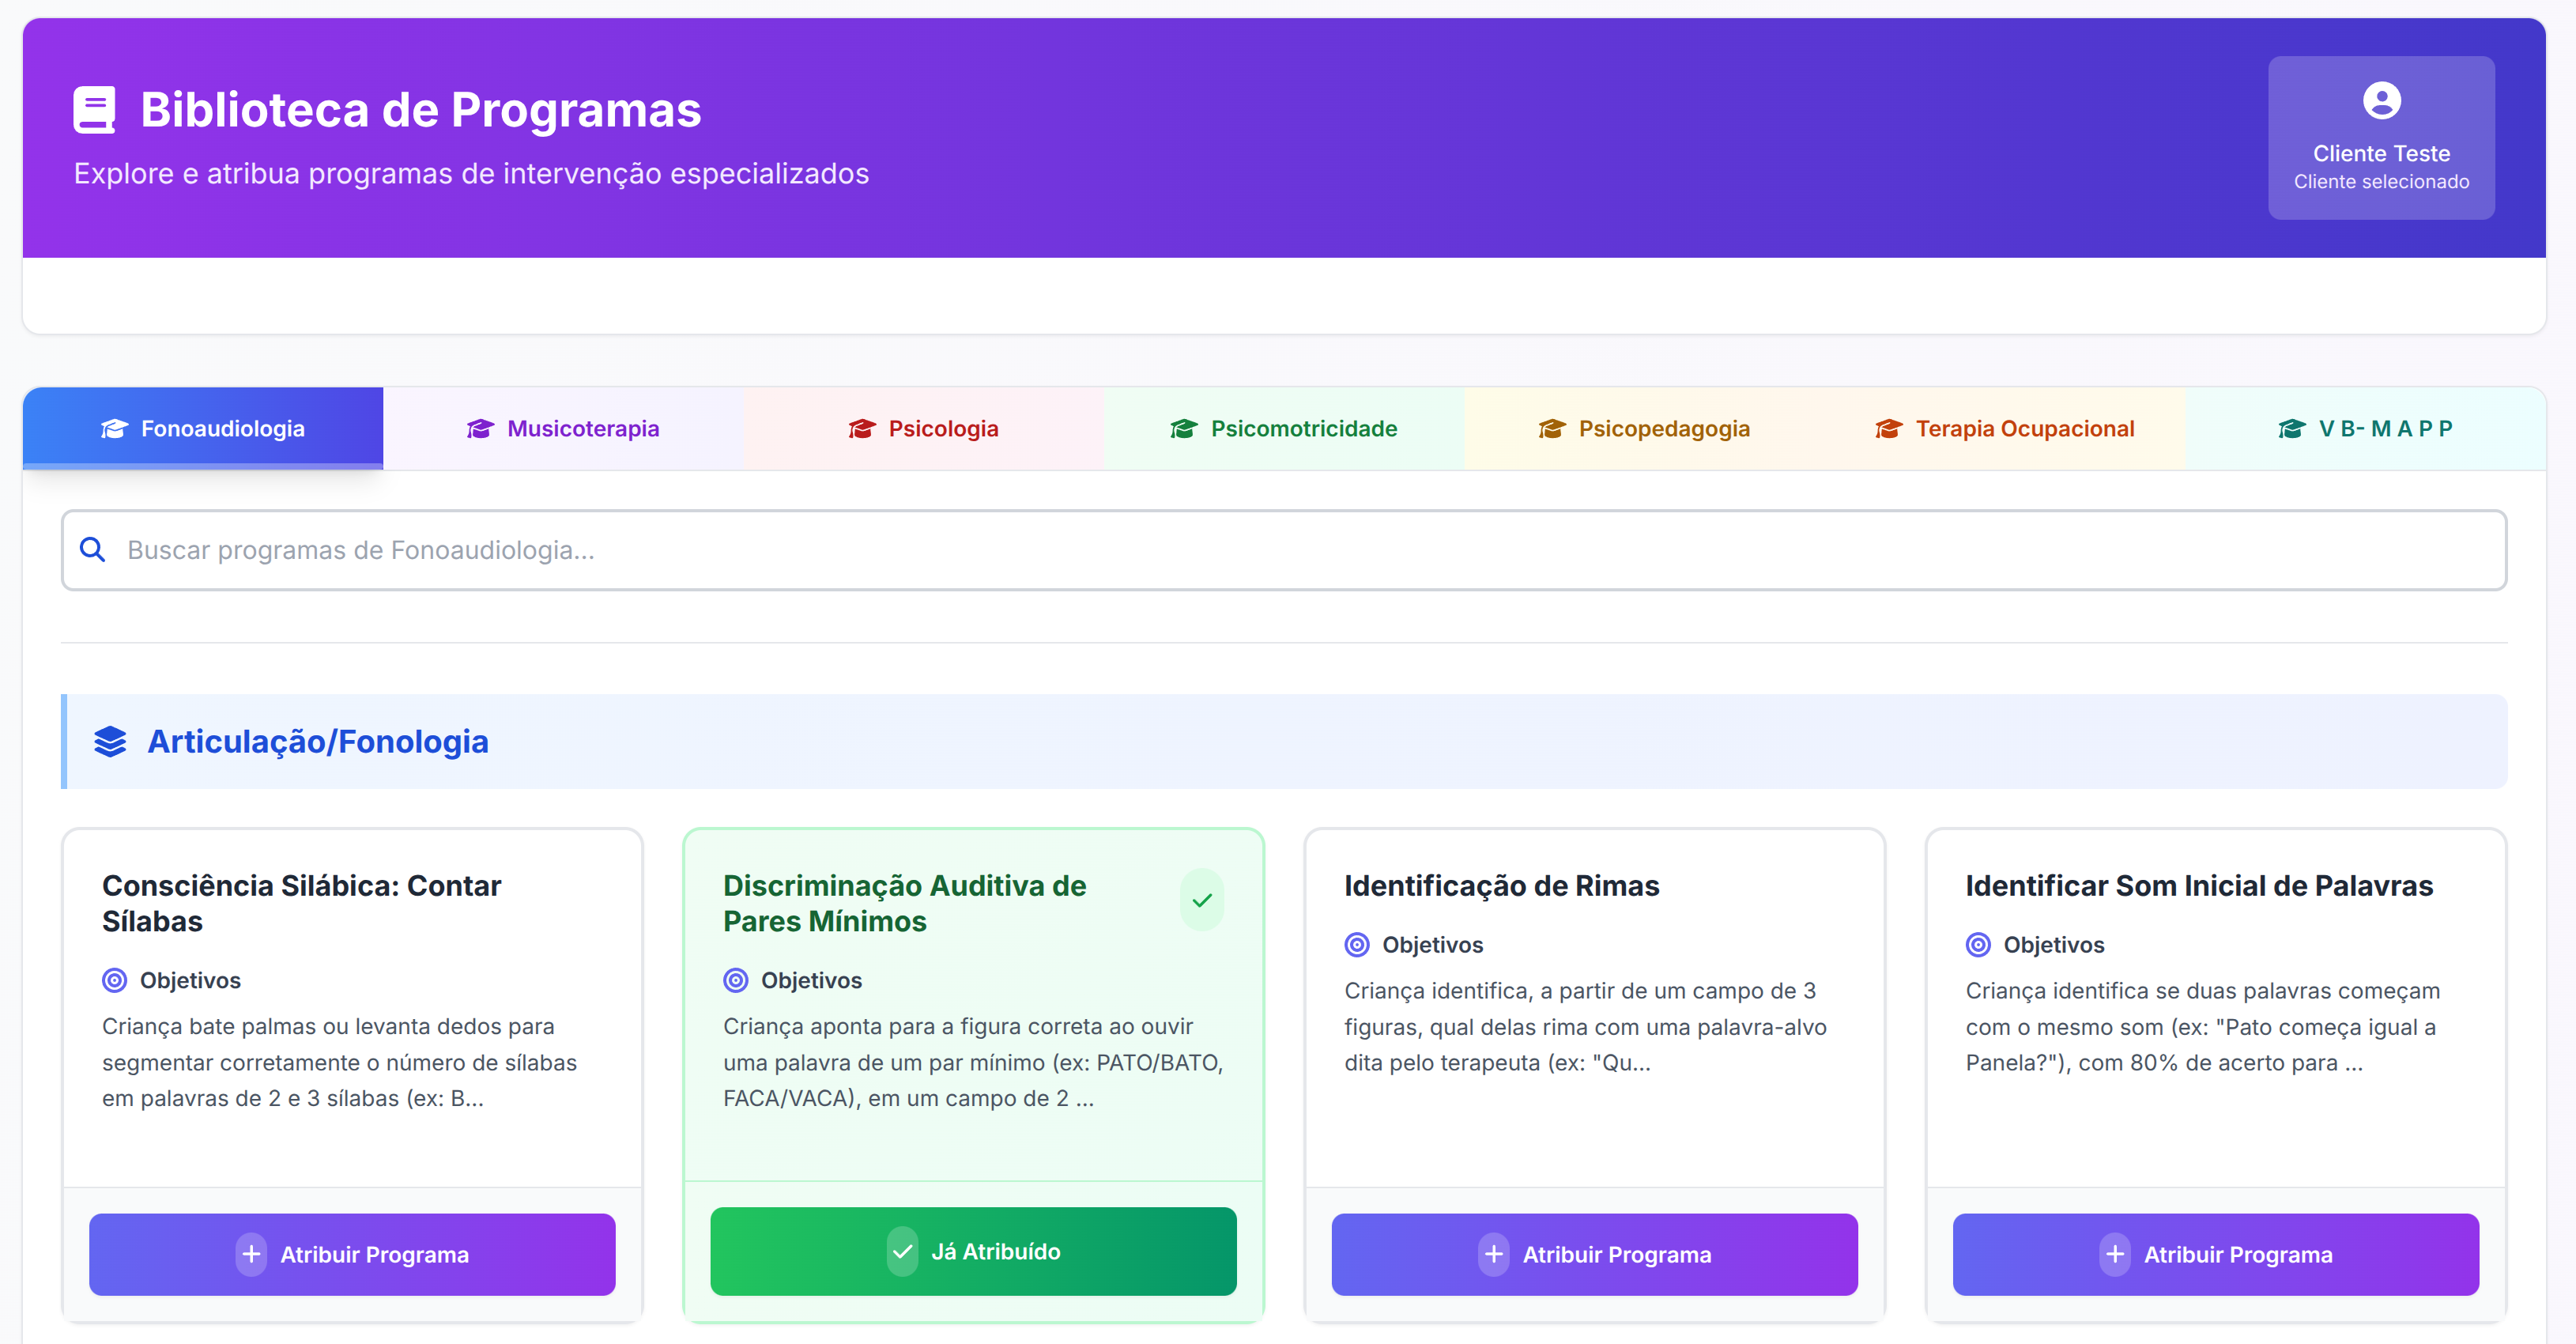 Biblioteca de Programas
Explore e atribua programas de intervenção especializados
Cliente Teste
Cliente selecionado
Fonoaudiologia
Musicoterapia
Psicologia
Psicomotricidade
Psicopedagogia
Terapia Ocupacional
V B- M A P P
Buscar programas de Fonoaudiologia...
Articulação/Fonologia
Consciência Silábica: Contar
Sílabas
Objetivos
Criança bate palmas ou levanta dedos para
segmentar corretamente o número de sílabas
em palavras de 2 e 3 sílabas (ex: B...
Atribuir Programa
Discriminação Auditiva de
Pares Mínimos
Objetivos
Criança aponta para a figura correta ao ouvir
uma palavra de um par mínimo (ex: PATO/BATO,
FACA/VACA), em um campo de 2 ...
Já Atribuído
Identificação de Rimas
Objetivos
Criança identifica, a partir de um campo de 3
figuras, qual delas rima com uma palavra-alvo
dita pelo terapeuta (ex: "Qu...
Atribuir Programa
Identificar Som Inicial de Palavras
Objetivos
Criança identifica se duas palavras começam
com o mesmo som (ex: "Pato começa igual a
Panela?"), com 80% de acerto para ...
Atribuir Programa